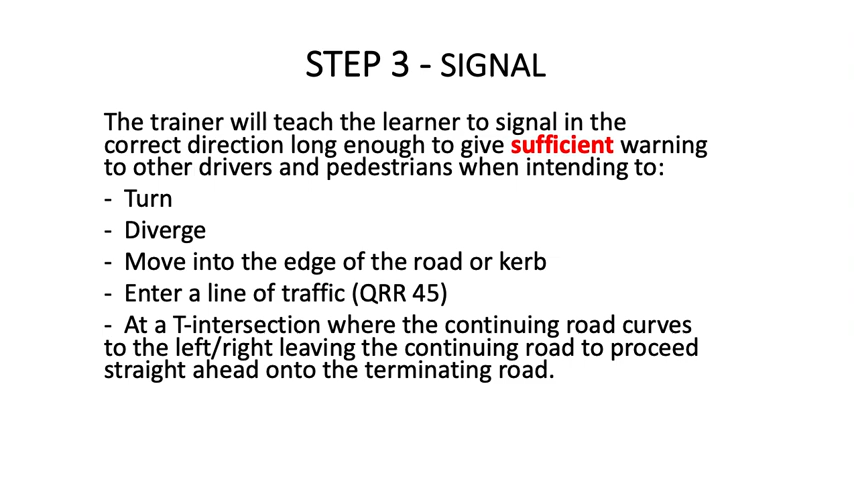 STEP 3 - SIGNAL
The trainer will teach the learner to signal in the
correct direction long enough to give sufficient warning
to other drivers and pedestrians when intending to:
- Turn
- Diverge
- Move into the edge of the road or kerb
- Enter a line of traffic (QRR 45)
- At a T-intersection where the continuing road curves
to the left/right leaving the continuing road to proceed
straight ahead onto the terminating road.